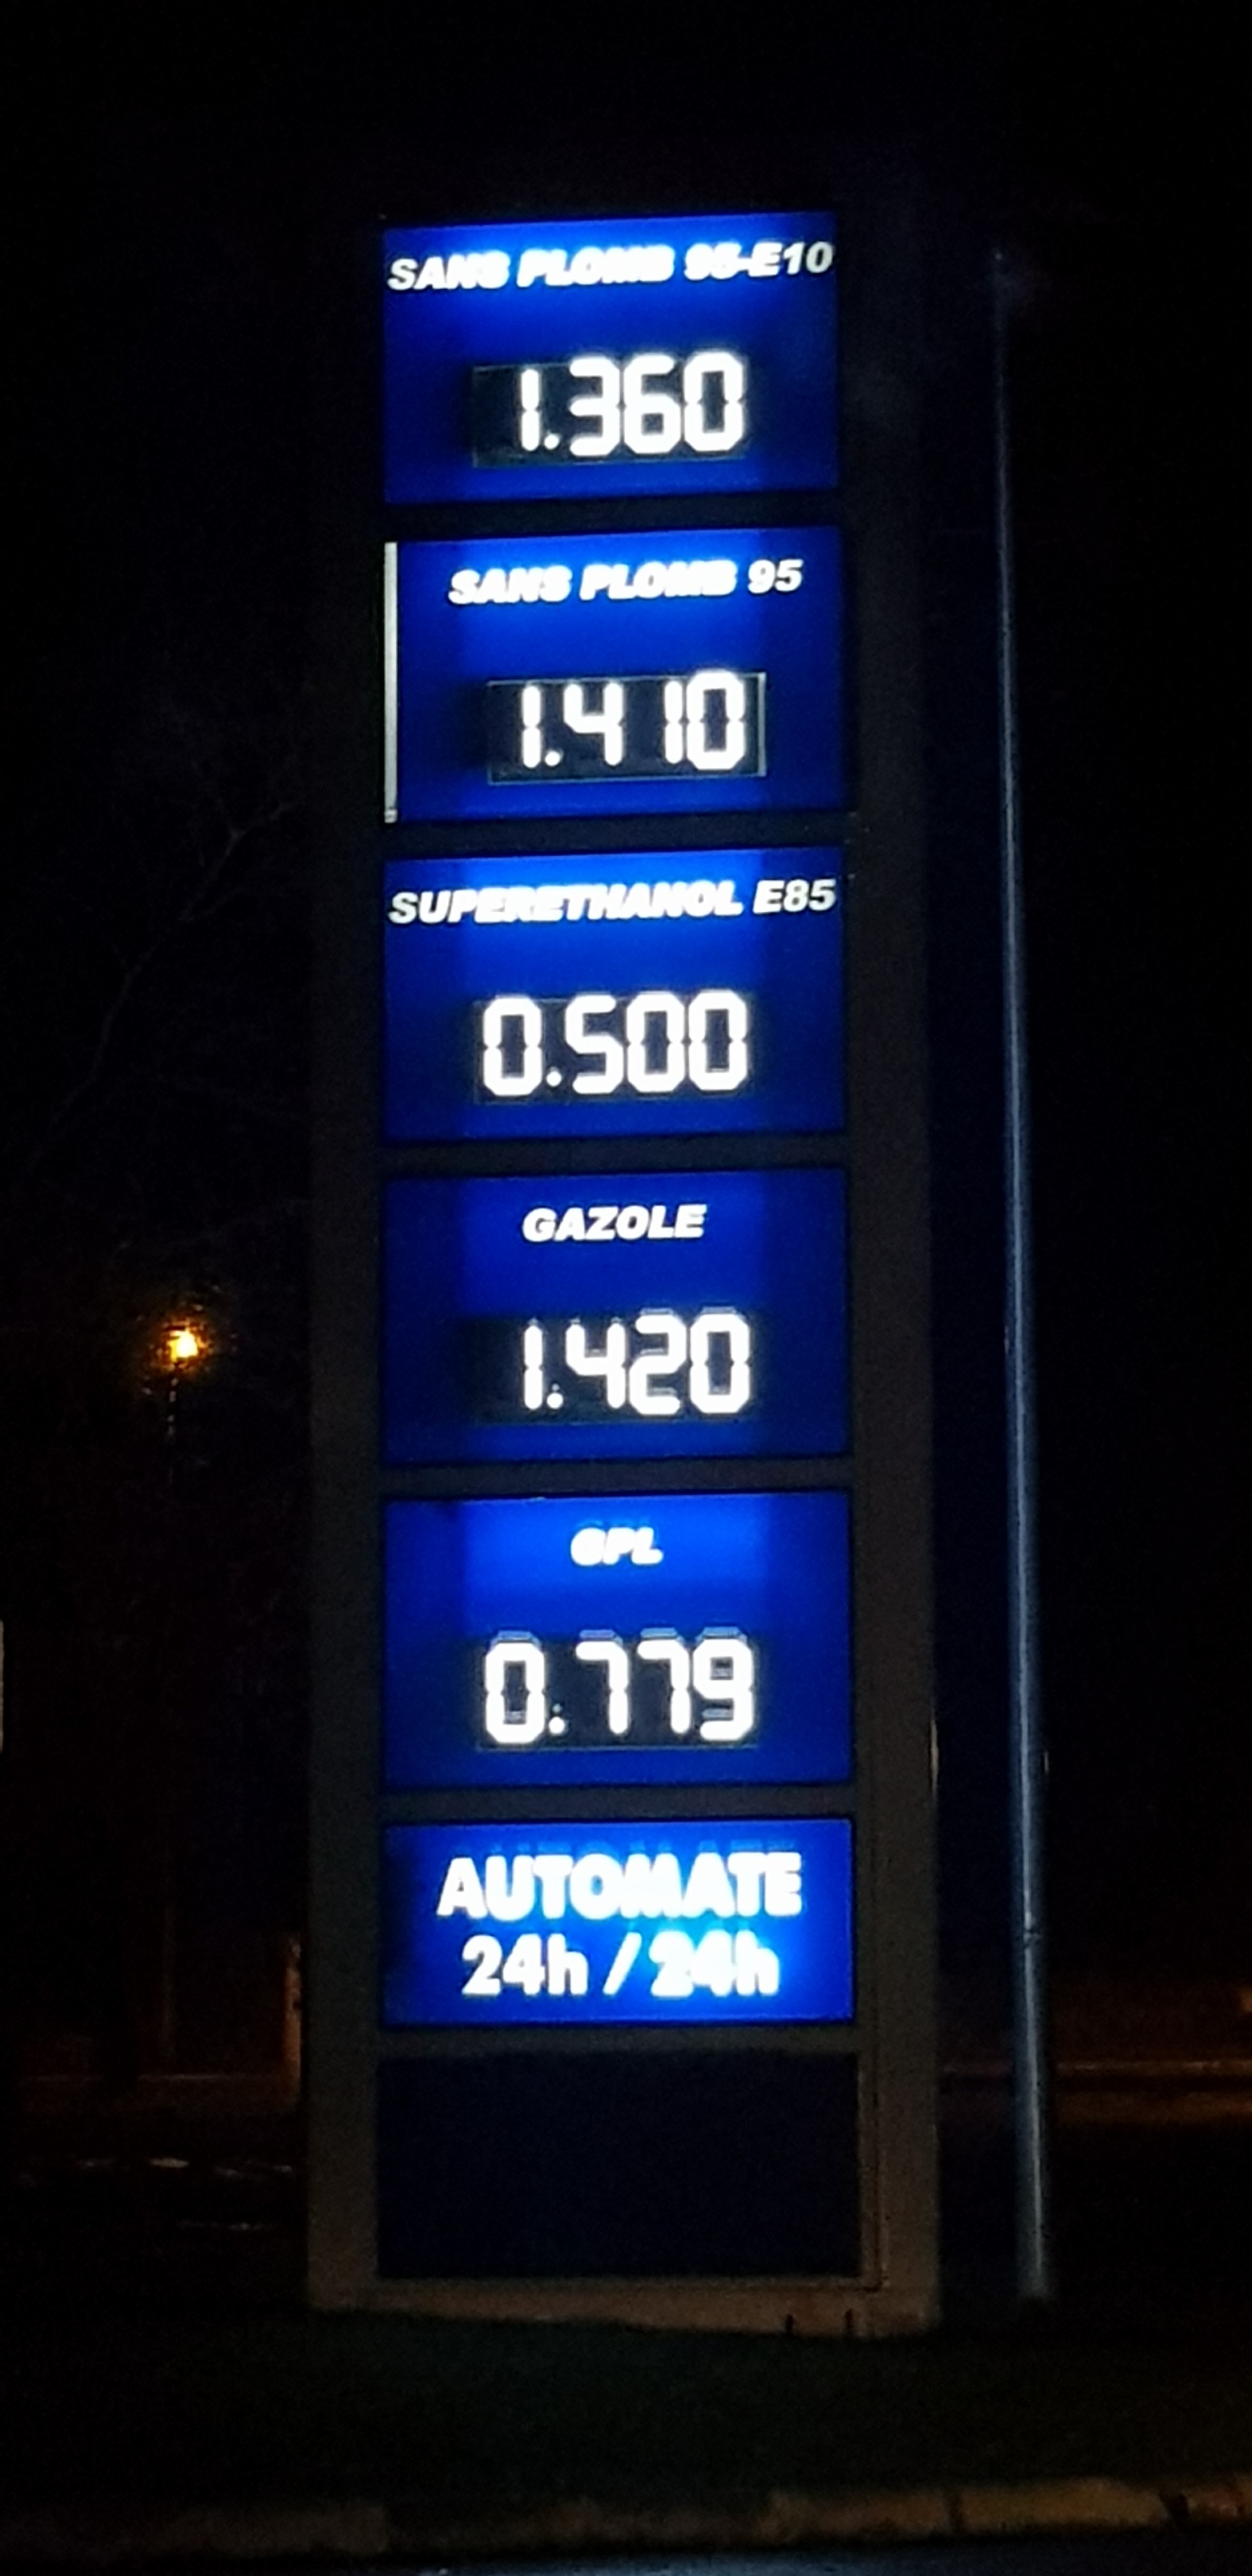 SANS PLOMB 95-E10
1.360
SANS PLOMB 95
1.410
SUPERETHANOL E85
0.500
GAZOLE
1.420
GPL
0.779
AUTOMATE
24h / 24h